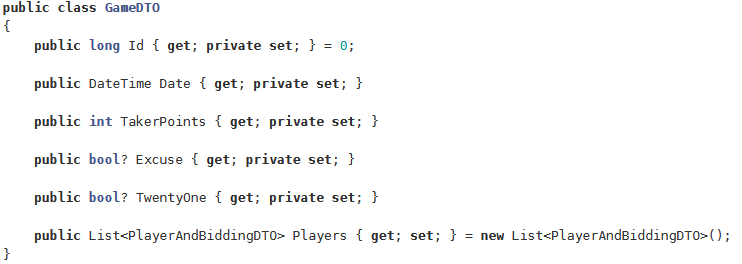 public class GameDTO
{
    public long Id { get; private set; } = 0;
    public DateTime Date { get; private set; }
    public int TakerPoints { get; private set; }
    public bool? Excuse { get; private set; }
    public bool? TwentyOne { get; private set; }
    public List<PlayerAndBiddingDTO> Players { get; set; } = new List<PlayerAndBiddingDTO>();
}